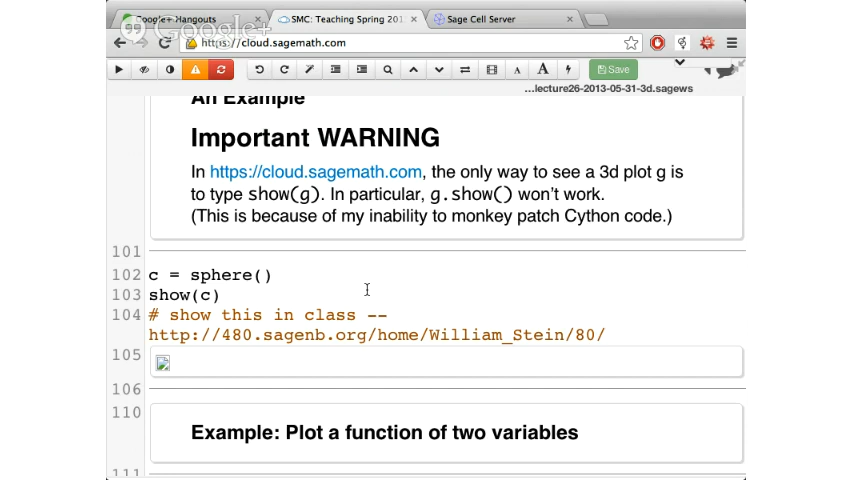 Google+ Hangouts
SMC: Teaching Spring 201
Sage Cell Server
Google+
https://cloud.sagemath.com
A
A
Save
...lecture26-2013-05-31-3d.sagews
An Example
Important WARNING
In https://cloud.sagemath.com, the only way to see a 3d plot g is
to type show(g). In particular, g.show() won't work.
(This is because of my inability to monkey patch Cython code.)
101
102 c = sphere()
103 show(c)
104 # show this in class --
http://480.sagenb.org/home/William_Stein/80/
105
106
110
Example: Plot a function of two variables
111